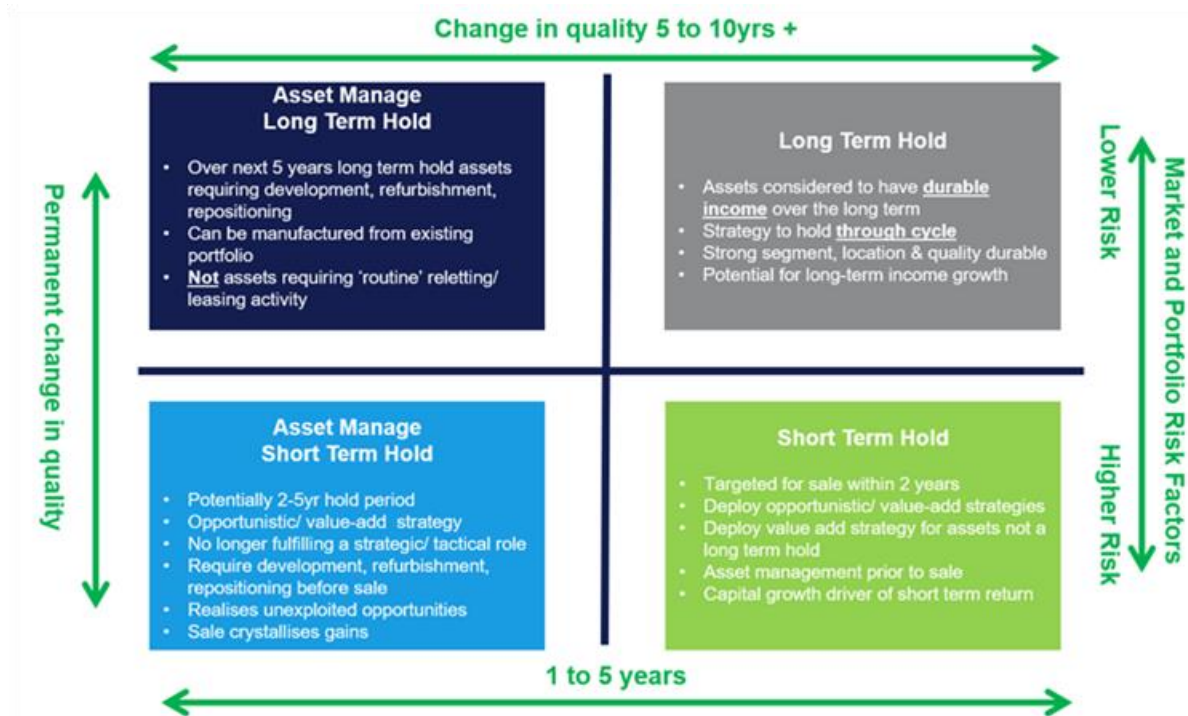 Change in quality 5 to 10yrs +
Asset Manage
Long Term Hold
• Over next 5 years long term hold assets
requiring development, refurbishment,
repositioning
• Can be manufactured from existing
portfolio
• Not assets requiring 'routine' reletting/
leasing activity
Long Term Hold
• Assets considered to have durable
income over the long term
• Strategy to hold through cycle
• Strong segment, location & quality durable
• Potential for long-term income growth
Permanent change in quality
Lower Risk
Higher Risk
Market and Portfolio Risk Factors
Asset Manage
Short Term Hold
• Potentially 2-5yr hold period
• Opportunistic/ value-add strategy
• No longer fulfilling a strategic/ tactical role
• Require development, refurbishment,
repositioning before sale
• Realises unexploited opportunities
• Sale crystallises gains
Short Term Hold
• Targeted for sale within 2 years
• Deploy opportunistic/ value-add strategies
• Deploy value add strategy for assets not a
long term hold
• Asset management prior to sale
• Capital growth driver of short term return
1 to 5 years